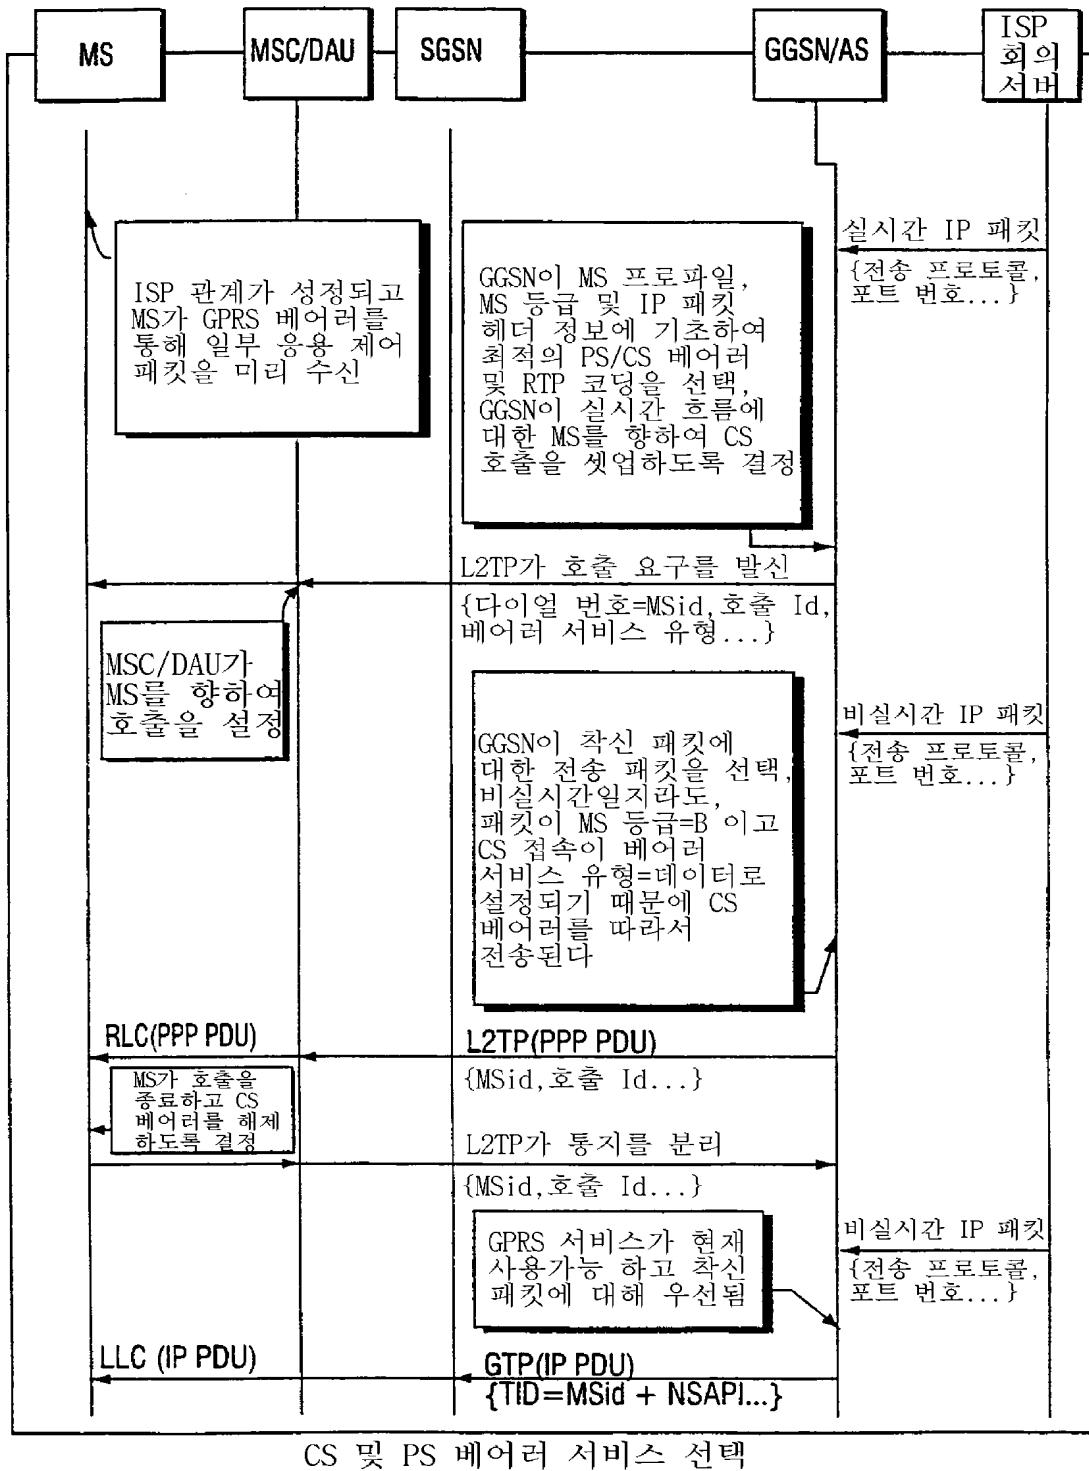 MS
MSC/DAU
SGSN
GGSN/AS
ISP
회의
서버
실시간 IP 패킷
{전송 프로토콜,
포트 번호...}
ISP 관계가 성정되고
MS가 GPRS 베어러를
통해 일부 응용 제어
패킷을 미리 수신
GGSN이 MS 프로파일,
MS 등급 및 IP 패킷
헤더 정보에 기초하여
최적의 PS/CS 베어러
및 RTP 코딩을 선택,
GGSN이 실시간 흐름에
대한 MS를 향하여 CS
호출을 셋업하도록 결정
L2TP가 호출 요구를 발신
{다이얼 번호=MSid,호출 Id,
베어러 서비스 유형...}
MSC/DAU가
MS를 향하여
호출을 설정
비실시간 IP 패킷
{전송 프로토콜,
포트 번호...}
GGSN이 착신 패킷에
대한 전송 패킷을 선택,
비실시간일지라도,
패킷이 MS 등급=B 이고
CS 접속이 베어러
서비스 유형=데이터로
설정되기 때문에 CS
베어러를 따라서
전송된다
RLC(PPP PDU)
L2TP(PPP PDU)
{MSid,호출 Id...}
MS가 호출을
종료하고 CS
베어러를 해제
하도록 결정
L2TP가 통지를 분리
{MSid,호출 Id...}
비실시간 IP 패킷
{전송 프로토콜,
포트 번호...}
GPRS 서비스가 현재
사용가능 하고 착신
패킷에 대해 우선됨
LLC (IP PDU)
GTP(IP PDU)
{TID=MSid + NSAPI...}
CS 및 PS 베어러 서비스 선택